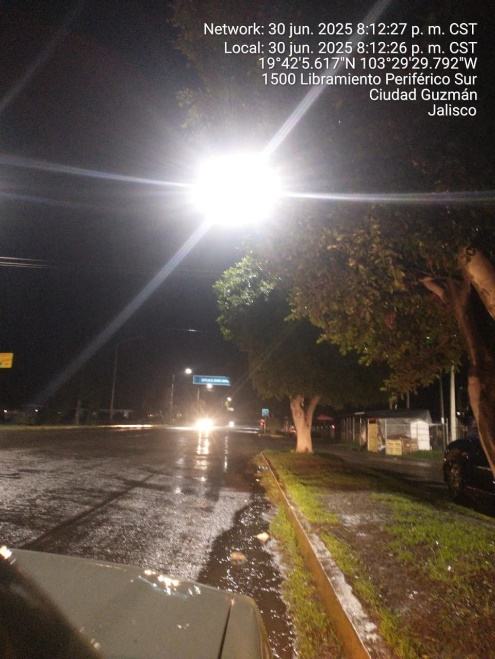 Network: 30 jun. 2025 8:12:27 p. m. CST
Local: 30 jun. 2025 8:12:26 p. m. CST
19°42'5.617"N 103°29'29.792"W
1500 Libramiento Periférico Sur
Ciudad Guzmán
Jalisco